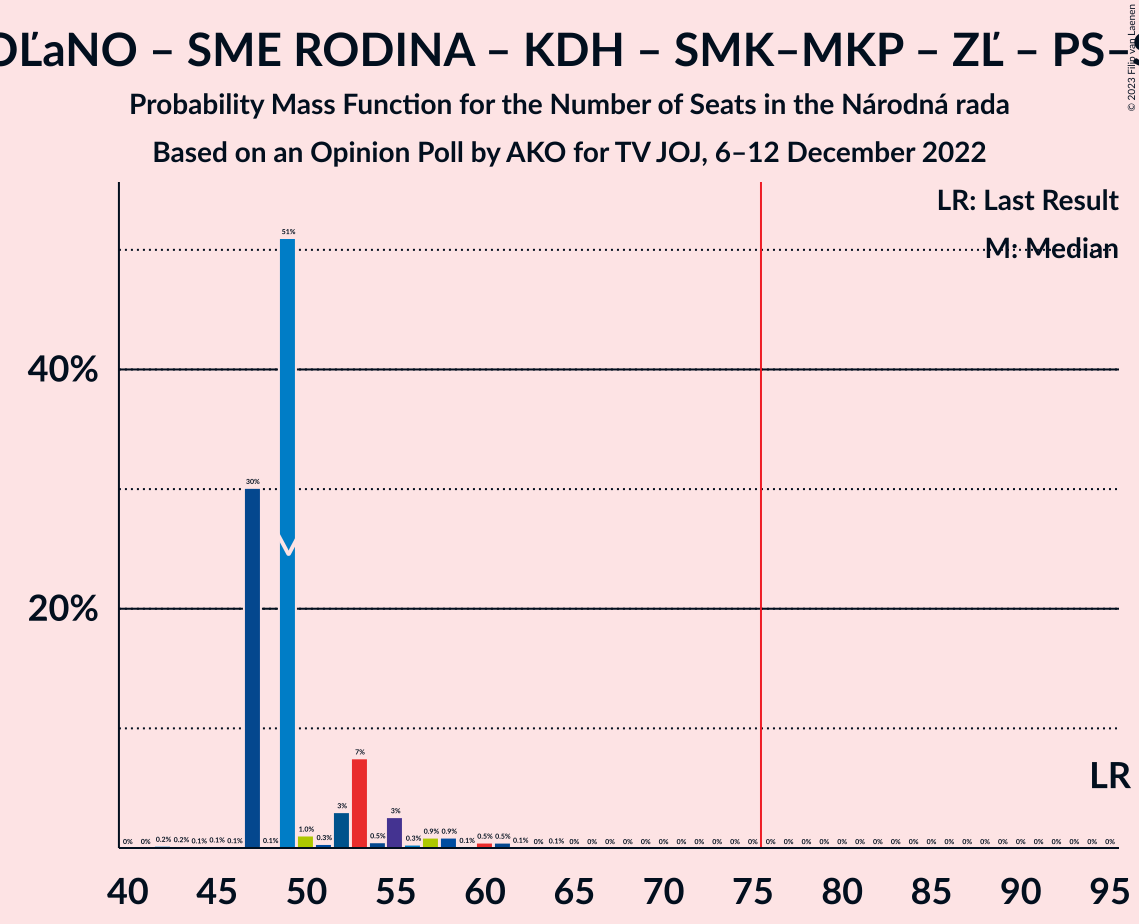 OĽaNO – SME RODINA – KDH – SMK–MKP – ZĽ – PS–S
Probability Mass Function for the Number of Seats in the Národná rada
Based on an Opinion Poll by AKO for TV JOJ, 6–12 December 2022
© 2023 Filip van Laenen
LR: Last Result
M: Median
51%
40%
30%
20%
7%
LR
3% 3%
0% 0% 0.2% 0.2% 0.1% 0.1% 0.1% 0.1% 1.0% 0.3% 0.5% 0.3% 0.9% 0.9% 0.1% 0.5% 0.5% 0.1% 0% 0.1% 0% 0% 0% 0% 0% 0% 0% 0% 0% 0% 0% 0% 0% 0% 0% 0% 0% 0% 0% 0% 0% 0% 0% 0% 0% 0% 0% 0% 0% 0% 0%
40 45 50 55 60 65 70 75 80 85 90 95